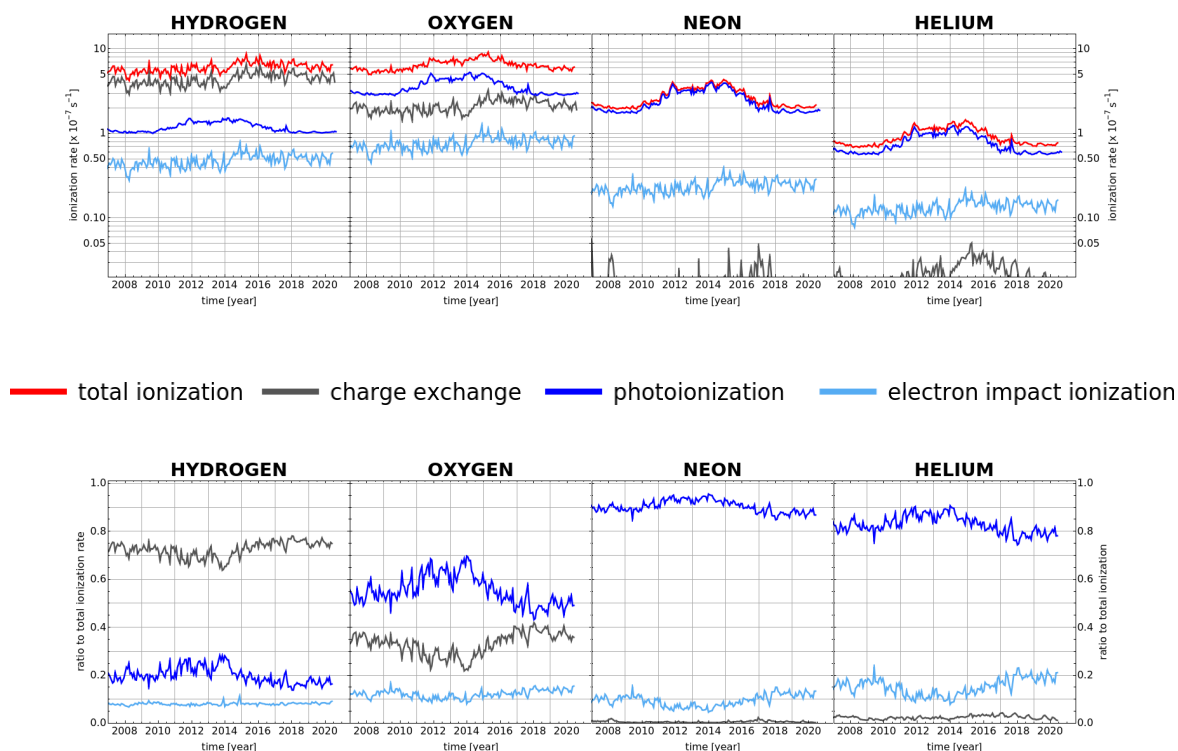 HYDROGEN OXYGEN NEON HELIUM
10 10
5 5
1 1
0.50 0.50
0.10 0.10
0.05 0.05
ionization rate [x 10⁻⁷ s⁻¹]
ionization rate [x 10⁻⁷ s⁻¹]
2008 2010 2012 2014 2016 2018 2020 2008 2010 2012 2014 2016 2018 2020 2008 2010 2012 2014 2016 2018 2020 2008 2010 2012 2014 2016 2018 2020
time [year] time [year] time [year] time [year]
total ionization charge exchange photoionization electron impact ionization
HYDROGEN OXYGEN NEON HELIUM
1.0 1.0
0.8 0.8
0.6 0.6
0.4 0.4
0.2 0.2
0.0 0.0
ratio to total ionization rate
ratio to total ionization
2008 2010 2012 2014 2016 2018 2020 2008 2010 2012 2014 2016 2018 2020 2008 2010 2012 2014 2016 2018 2020 2008 2010 2012 2014 2016 2018 2020
time [year] time [year] time [year] time [year]